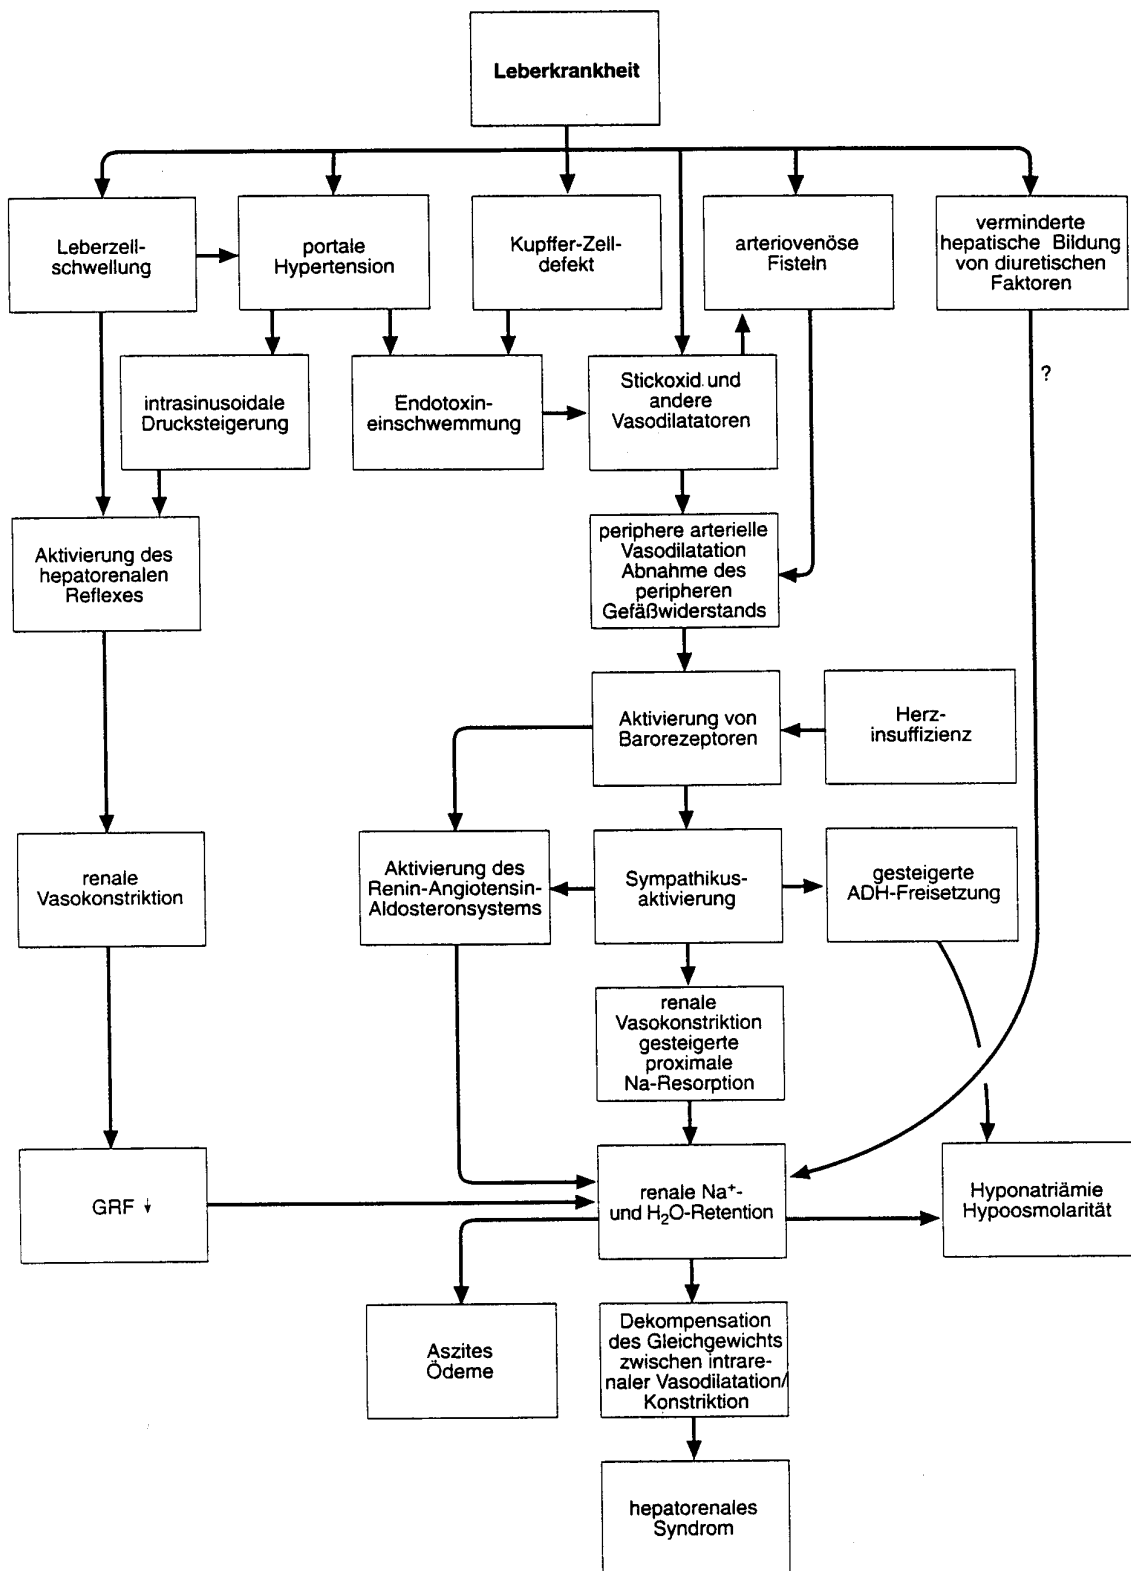 Leberkrankheit
Leberzell-
schwellung
portale
Hypertension
Kupffer-Zell-
defekt
arteriovenöse
Fisteln
verminderte
hepatische Bildung
von diuretischen
Faktoren
?
intrasinusoidale
Drucksteigerung
Endotoxin-
einschwemmung
Stickoxid und
andere
Vasodilatatoren
Aktivierung des
hepatorenalen
Reflexes
periphere arterielle
Vasodilatation
Abnahme des
peripheren
Gefäßwiderstands
Aktivierung von
Barorezeptoren
Herz-
insuffizienz
renale
Vasokonstriktion
Aktivierung des
Renin-Angiotensin-
Aldosteronsystems
Sympathikus-
aktivierung
gesteigerte
ADH-Freisetzung
renale
Vasokonstriktion
gesteigerte
proximale
Na-Resorption
GRF ↓
renale Na⁺-
und H₂O-Retention
Hyponatriämie
Hypoosmolarität
Aszites
Ödeme
Dekompensation
des Gleichgewichts
zwischen intrare-
naler Vasodilatation/
Konstriktion
hepatorenales
Syndrom